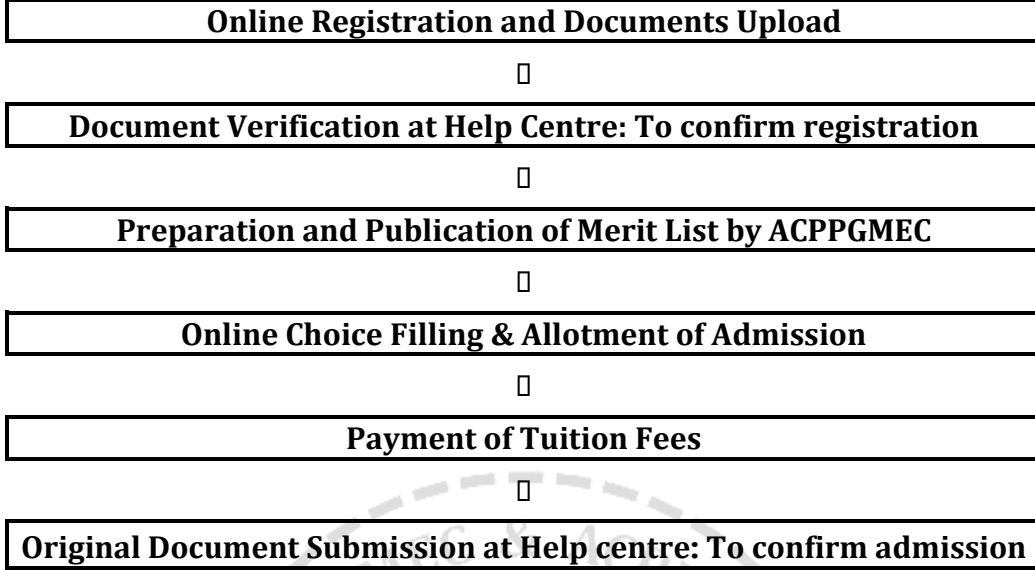 Online Registration and Documents Upload
Document Verification at Help Centre: To confirm registration
Preparation and Publication of Merit List by ACPPGMEC
Online Choice Filling & Allotment of Admission
Payment of Tuition Fees
Original Document Submission at Help centre: To confirm admission